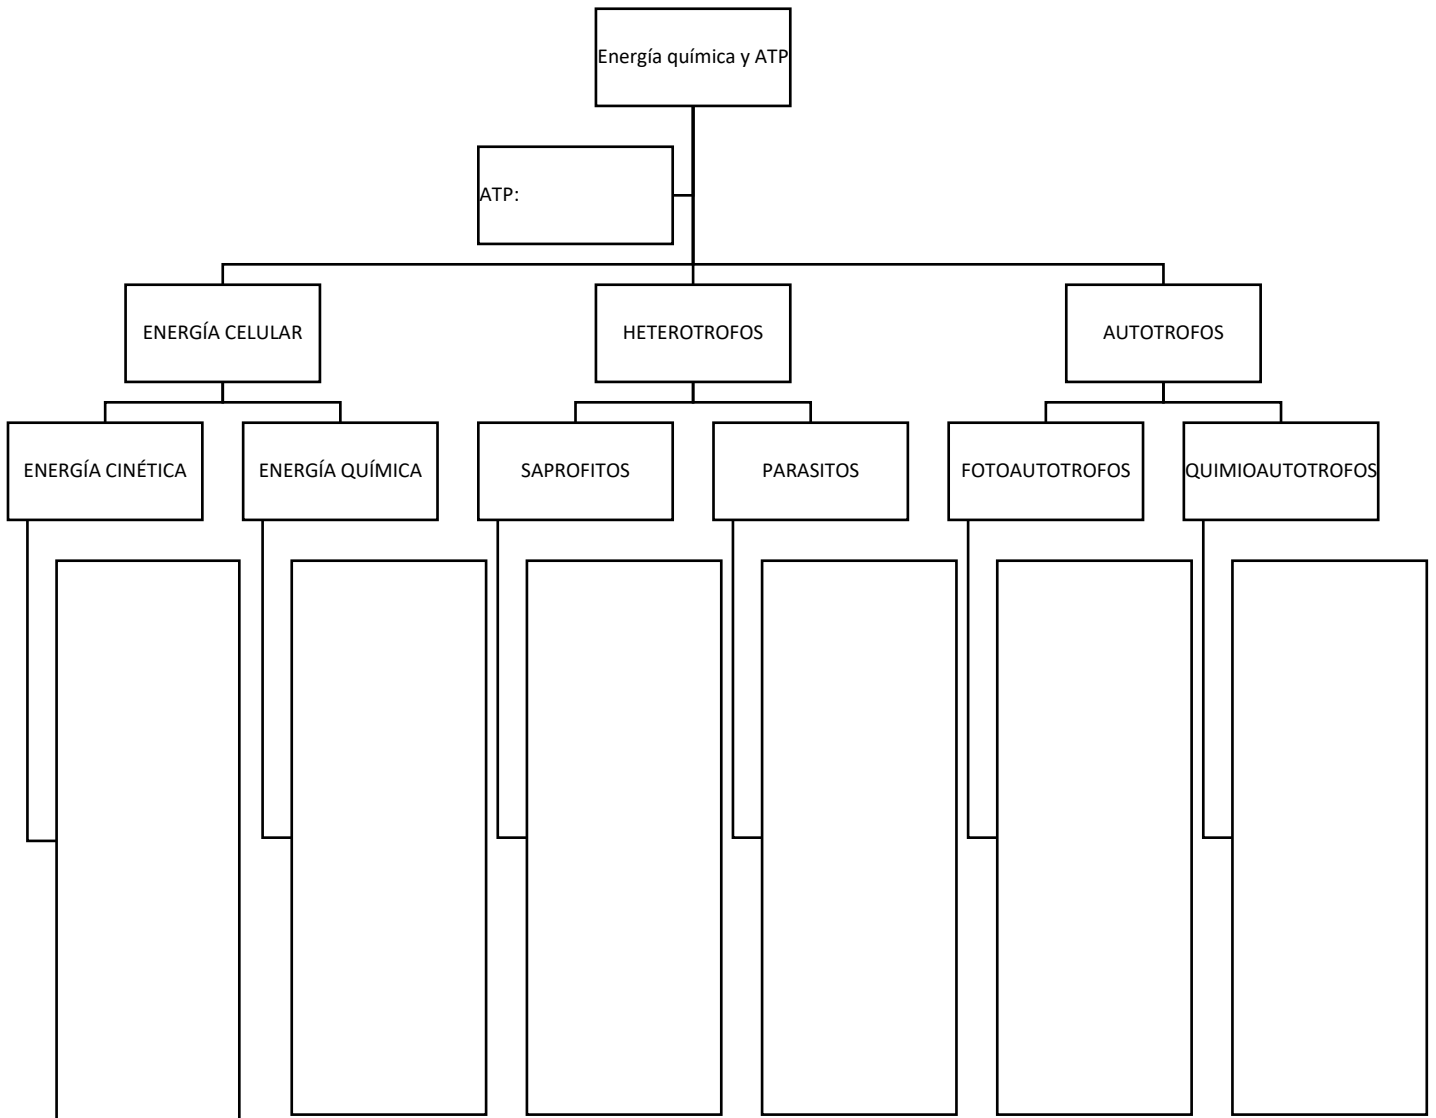 Energía química y ATP
ATP:
ENERGÍA CELULAR
HETEROTROFOS
AUTOTROFOS
ENERGÍA CINÉTICA
ENERGÍA QUÍMICA
SAPROFITOS
PARASITOS
FOTOAUTOTROFOS
QUIMIOAUTOTROFOS